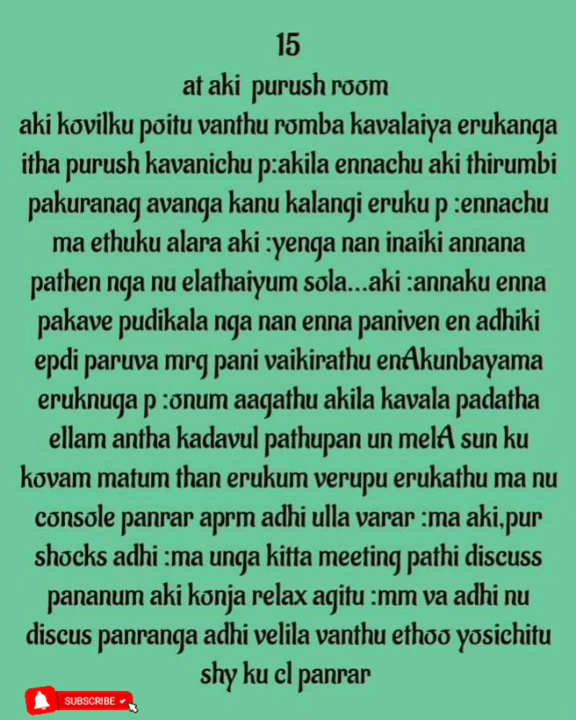 15
at aki purush room
aki kovilku poitu vanthu romba kavalaiya erukanga
itha purush kavanichu p:akila ennachu aki thirumbi
pakuranag avanga kanu kalangi eruku p :ennachu
ma ethuku alara aki :yenga nan inaiki annana
pathen nga nu elathaiyum sola...aki :annaku enna
pakave pudikala nga nan enna paniven en adhiki
epdi paruva mrg pani vaikirathu enAkunbayama
eruknuga p :onum aagathu akila kavala padatha
ellam antha kadavul pathupan un melA sun ku
kovam matum than erukum verupu erukathu ma nu
console panrar aprm adhi ulla varar :ma aki,pur
shocks adhi :ma unga kitta meeting pathi discuss
pananum aki konja relax agitu :mm va adhi nu
discus panranga adhi velila vanthu ethoo yosichitu
shy ku cl panrar
SUBSCRIBE